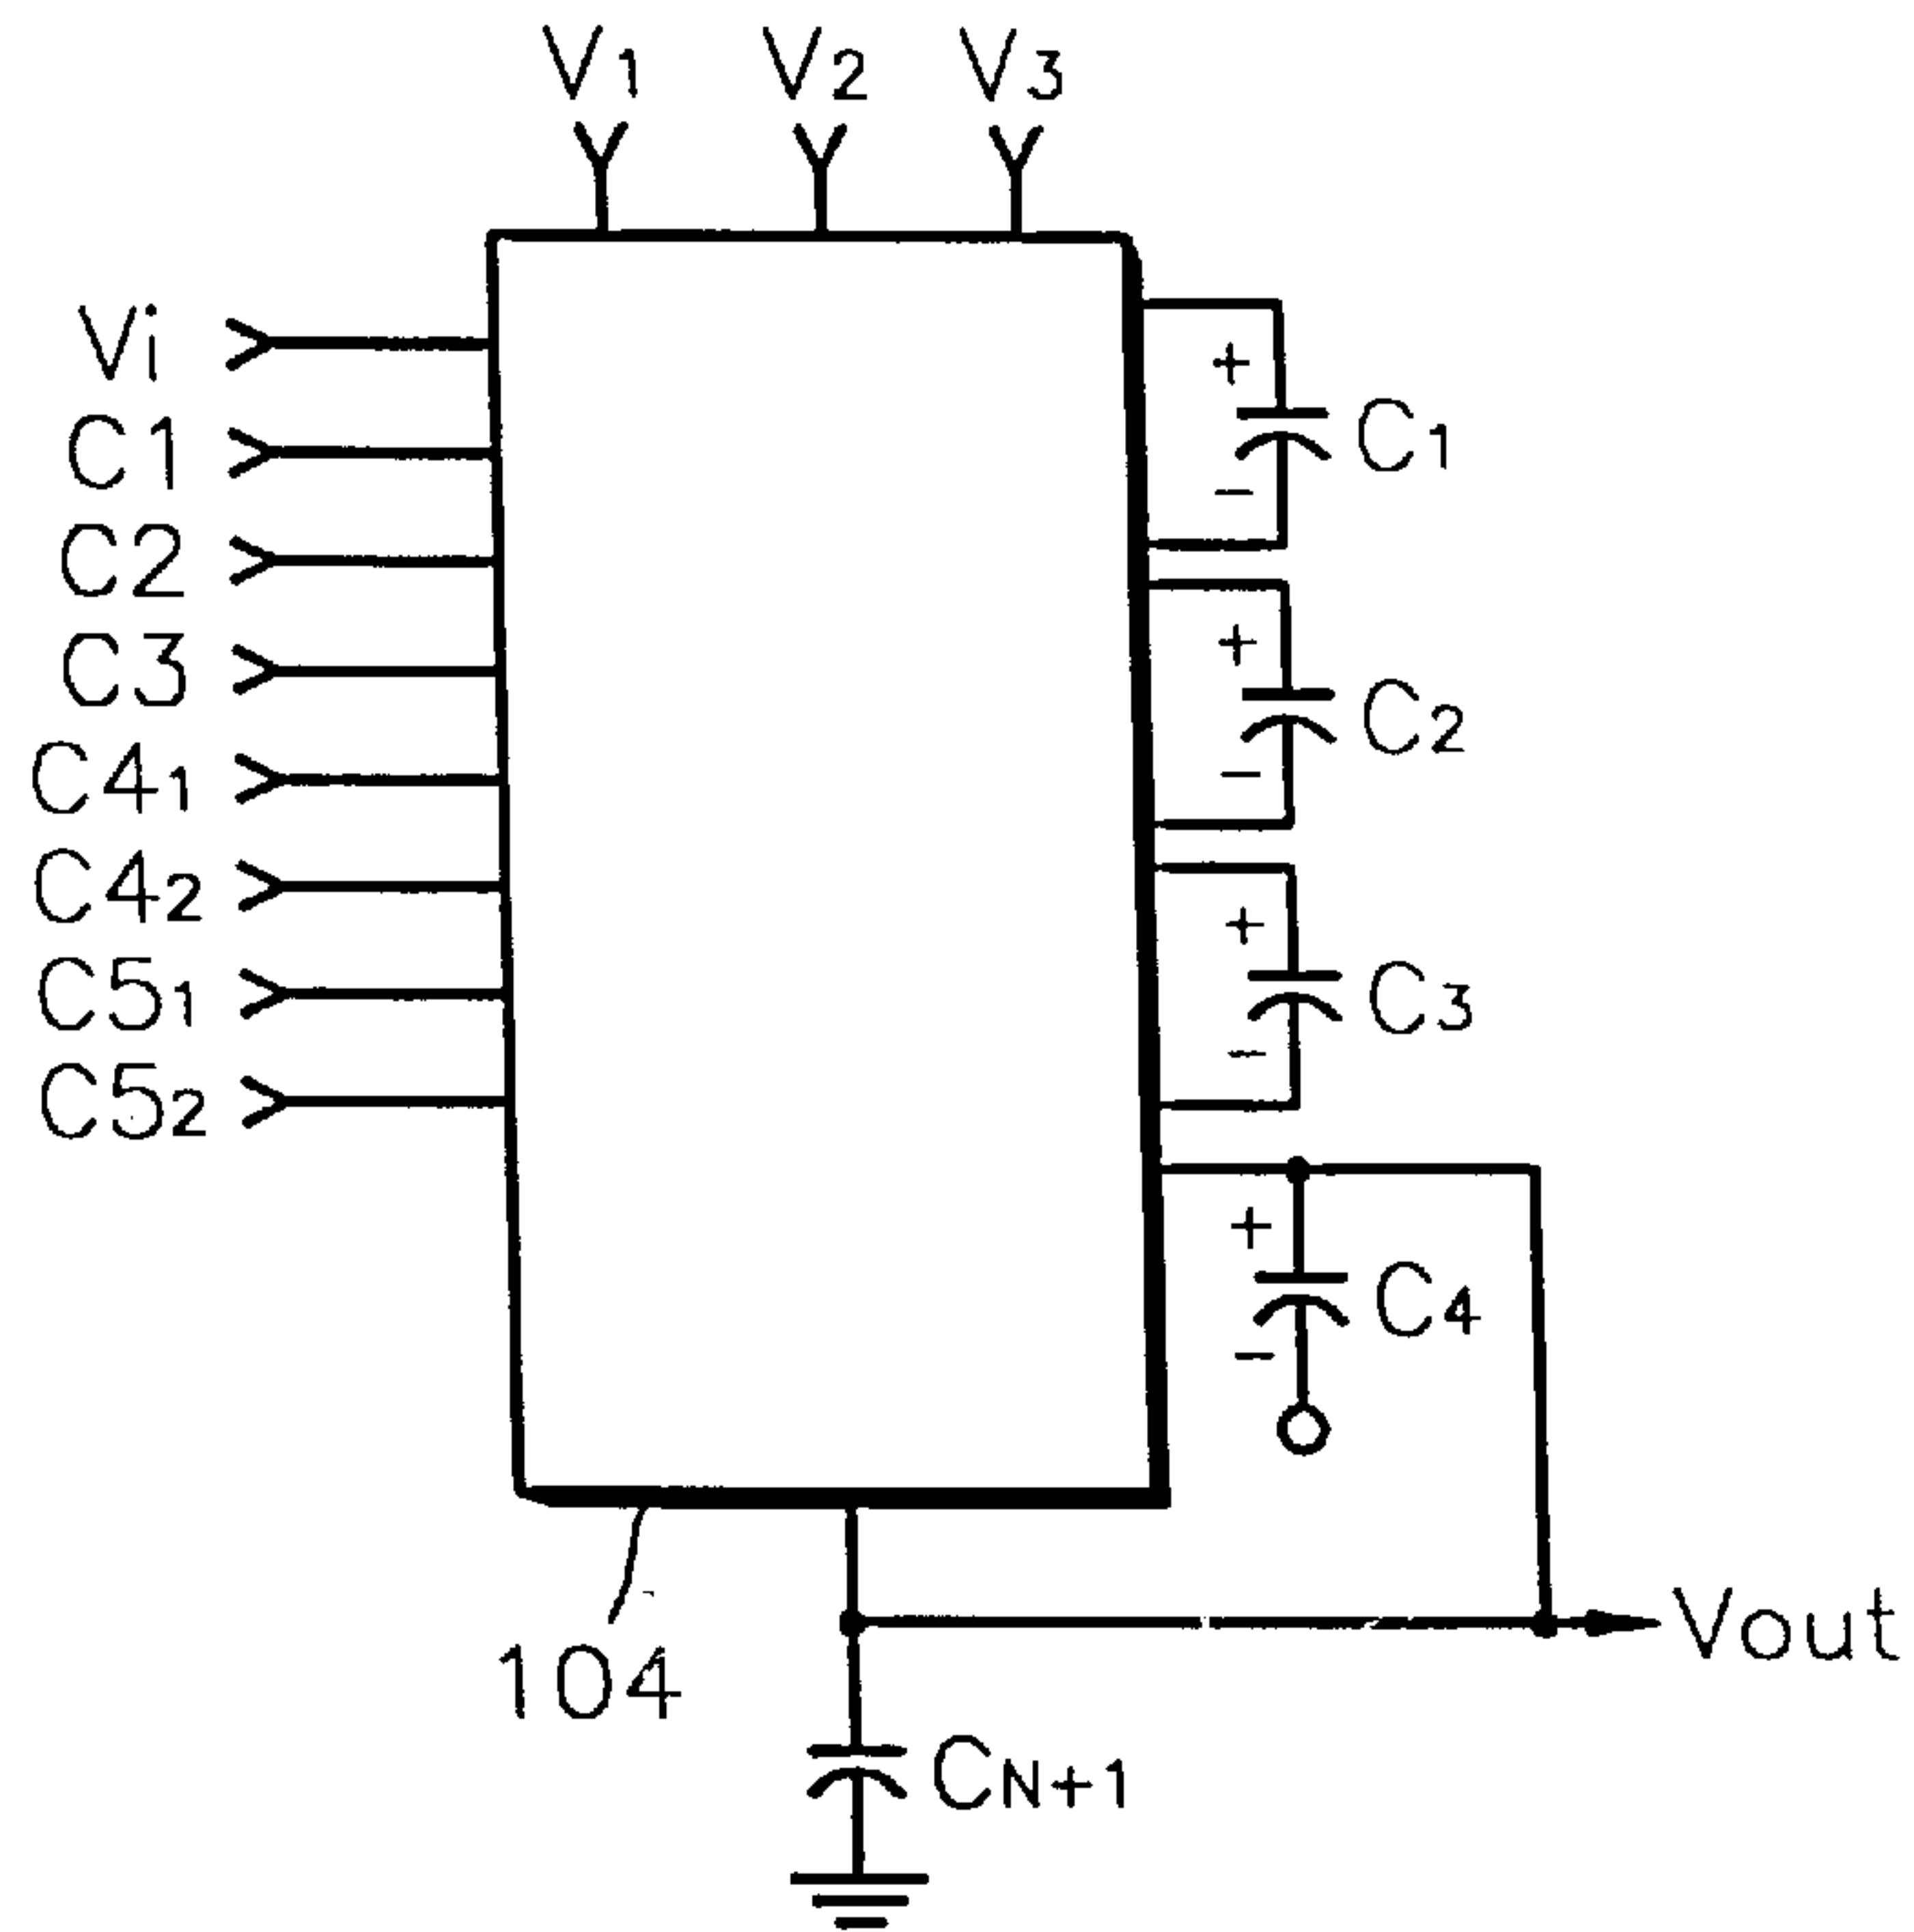 V1 V2 V3
Vi
C1
C2
C3
C41
C42
C51
C52
+
C1
-
+
C2
-
+
C3
-
+
C4
-
104
Vout
CN+1